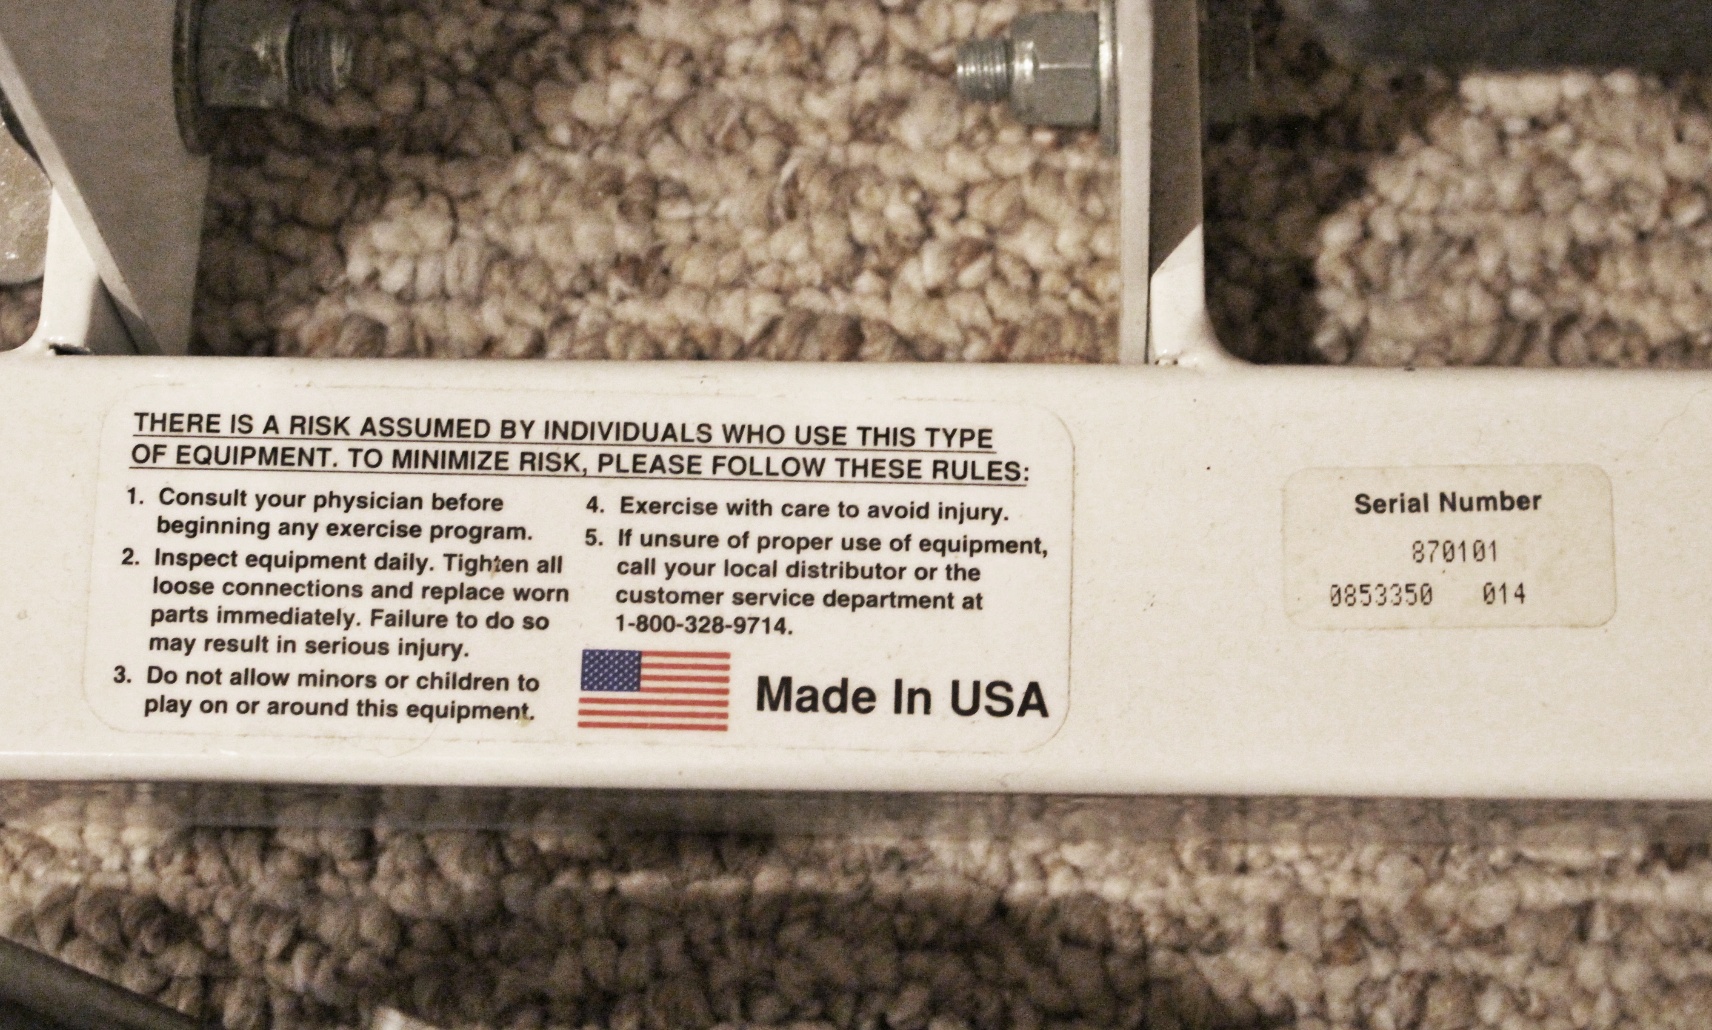 THERE IS A RISK ASSUMED BY INDIVIDUALS WHO USE THIS TYPE
OF EQUIPMENT. TO MINIMIZE RISK, PLEASE FOLLOW THESE RULES:
1. Consult your physician before
beginning any exercise program.
2. Inspect equipment daily. Tighten all
loose connections and replace worn
parts immediately. Failure to do so
may result in serious injury.
3. Do not allow minors or children to
play on or around this equipment.
4. Exercise with care to avoid injury.
5. If unsure of proper use of equipment,
call your local distributor or the
customer service department at
1-800-328-9714.
Made In USA
Serial Number
870101
0853350 014